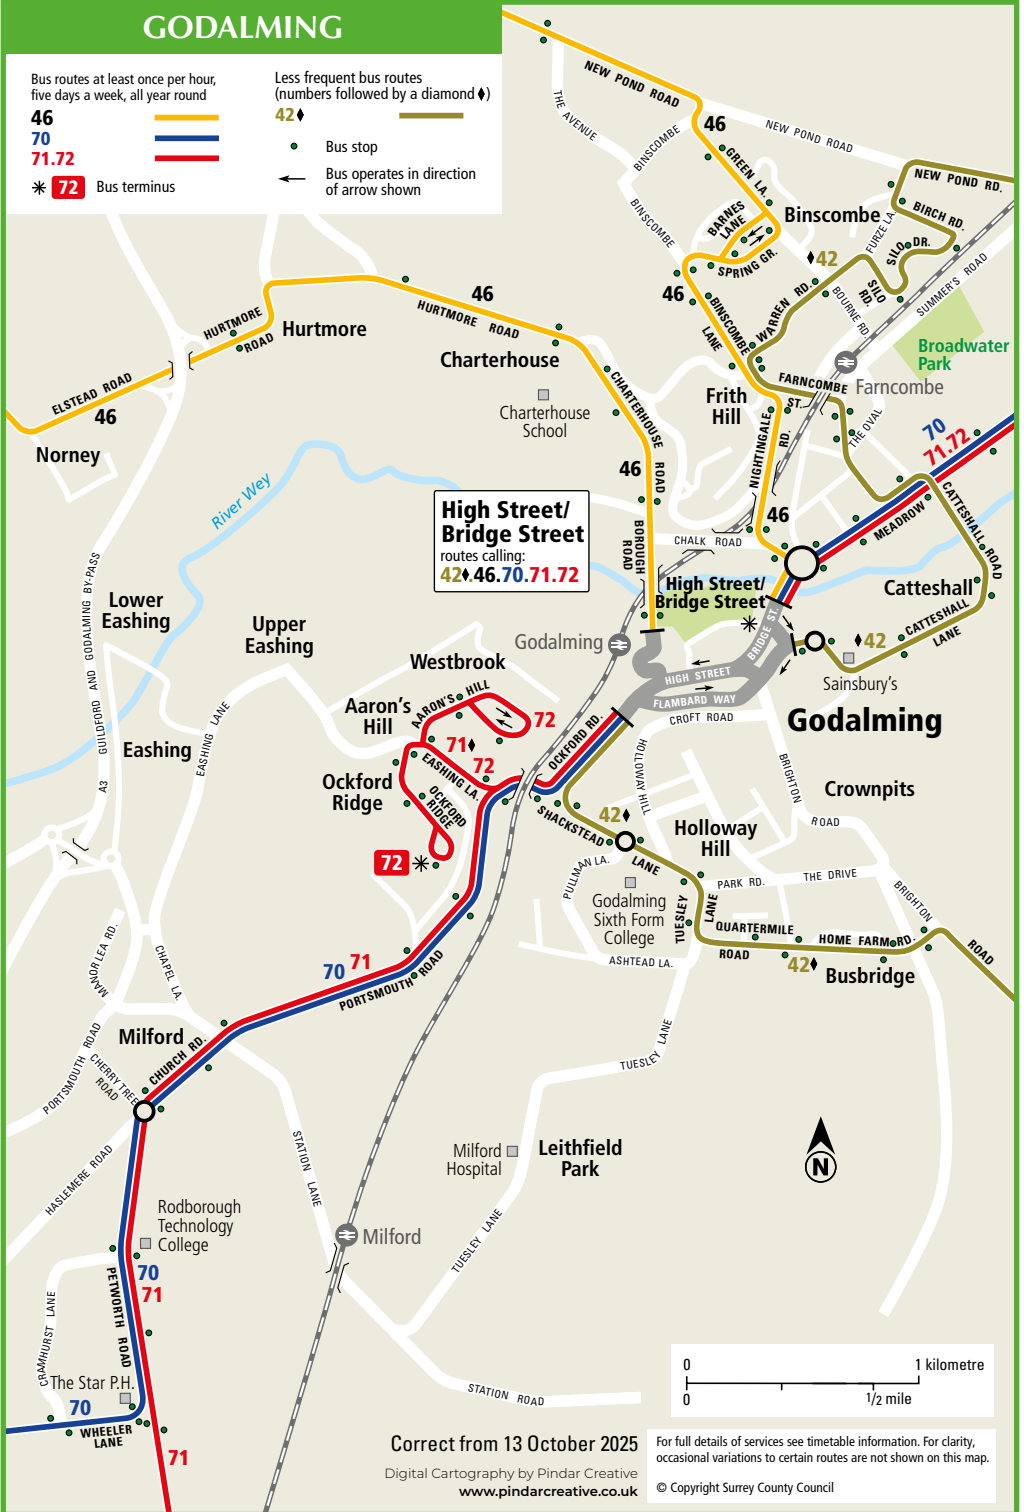 GODALMING
Bus routes at least once per hour,
five days a week, all year round
46
70
71.72
72 Bus terminus
Less frequent bus routes
(numbers followed by a diamond ♦)
42♦
Bus stop
Bus operates in direction
of arrow shown
NEW POND ROAD
THE AVENUE
BINSCOMBE
46
NEW POND ROAD
GREEN LA.
NEW POND RD.
BINSCOMBE
BARNES
LANE
Binscombe
FURZE LA.
BIRCH RD.
SILO DR.
SPRING GR.
♦42
SILO
RD.
SUMMER'S ROAD
46
HURTMORE ROAD
46
BINSCOMBE
LANE
WARREN RD.
BOURNE RD.
HURTMORE
ROAD
Hurtmore
Charterhouse
Broadwater
Park
ELSTEAD ROAD
46
Charterhouse
School
CHARTERHOUSE
ROAD
Frith
Hill
FARNCOMBE
ST.
Farncombe
THE OVAL
Norney
46
NIGHTINGALE
RD.
70
71.72
River Wey
High Street/
Bridge Street
routes calling:
42♦.46.70.71.72
46
MEADROW
CATTESHALL ROAD
BOROUGH
ROAD
CHALK ROAD
GUILDFORD AND GODALMING BY-PASS
A3
Lower
Eashing
Upper
Eashing
High Street/
Bridge Street
Catteshall
CATTESHALL
LANE
BRIDGE ST.
Godalming
♦42
Westbrook
HIGH STREET
FLAMBARD WAY
Sainsbury's
Aaron's
Hill
AARON'S HILL
72
CROFT ROAD
Godalming
EASHING LANE
Eashing
71♦
72
EASHING LA.
OCKFORD RD.
HOLLOWAY HILL
BRIGHTON
ROAD
Crownpits
Ockford
Ridge
OCKFORD
RIDGE
SHACKSTEAD
LANE
42♦
Holloway
Hill
72
PULLMAN LA.
PARK RD.
THE DRIVE
Godalming
Sixth Form
College
TUESLEY
LANE
BRIGHTON
ROAD
QUARTERMILE
ROAD
HOME FARM RD.
42♦
Busbridge
ASHTEAD LA.
MANOR LEA RD.
CHAPEL LA.
70 71
PORTSMOUTH ROAD
Milford
PORTSMOUTH ROAD
CHERRY TREE
ROAD
CHURCH RD.
TUESLEY LANE
STATION LANE
HASLEMERE ROAD
Milford
Hospital
Leithfield
Park
N
Rodborough
Technology
College
Milford
TUESLEY LANE
70
71
PETWORTH ROAD
CRAMHURST LANE
The Star P.H.
70
WHEELER
LANE
71
STATION ROAD
0 1 kilometre
0 1/2 mile
Correct from 13 October 2025
Digital Cartography by Pindar Creative
www.pindarcreative.co.uk
For full details of services see timetable information. For clarity,
occasional variations to certain routes are not shown on this map.
© Copyright Surrey County Council